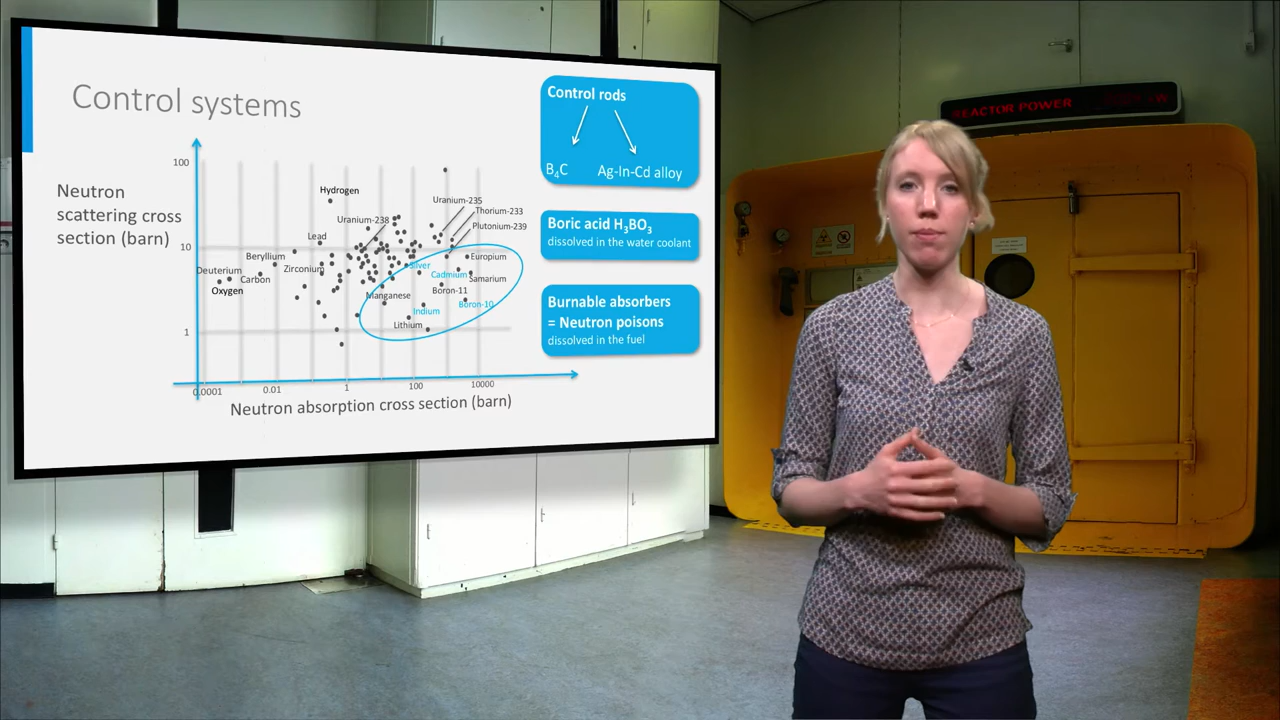 Control systems
Neutron
scattering cross
section (barn)
100
10
1
0.0001
0.01
1
100
10000
Neutron absorption cross section (barn)
Hydrogen
Uranium-238
Lead
Beryllium
Deuterium
Carbon
Oxygen
Zirconium
Uranium-235
Thorium-233
Plutonium-239
Europium
Silver
Cadmium
Samarium
Manganese
Boron-11
Boron-10
Indium
Lithium
Control rods
B₄C
Ag-In-Cd alloy
Boric acid H₃BO₃
dissolved in the water coolant
Burnable absorbers
= Neutron poisons
dissolved in the fuel
REACTOR POWER